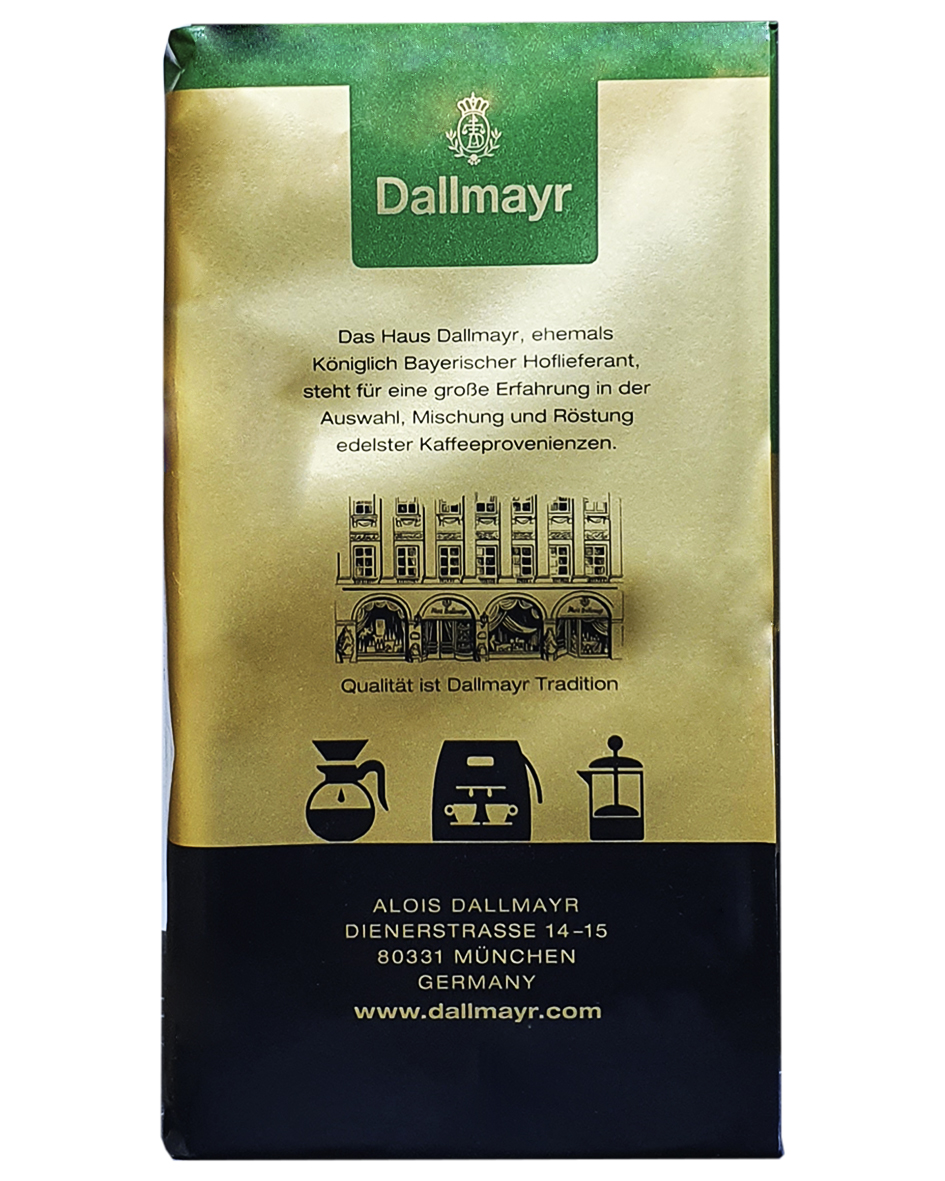 Dallmayr
Das Haus Dallmayr, ehemals
Königlich Bayerischer Hoflieferant,
steht für eine große Erfahrung in der
Auswahl, Mischung und Röstung
edelster Kaffeeprovenienzen.
Qualität ist Dallmayr Tradition
ALOIS DALLMAYR
DIENERSTRASSE 14–15
80331 MÜNCHEN
GERMANY
www.dallmayr.com